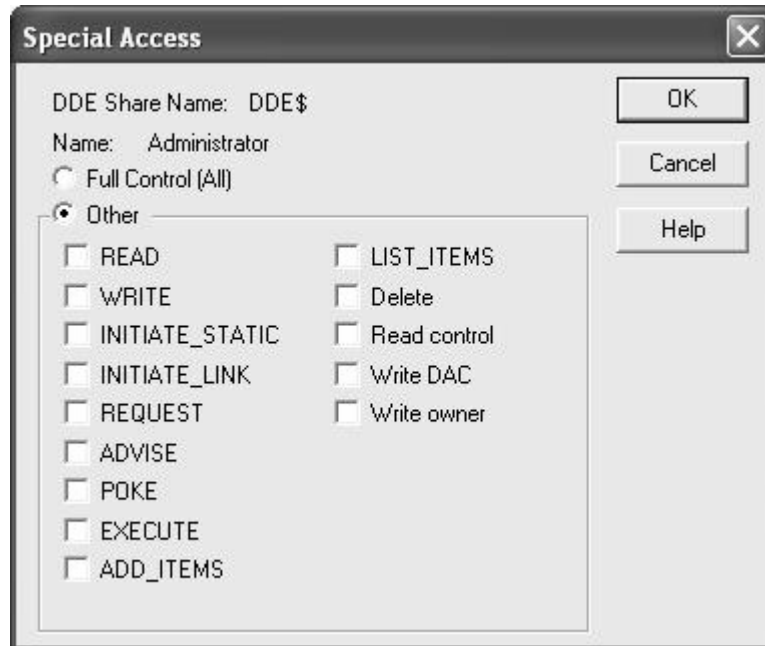 Special Access
DDE Share Name: DDE$
Name: Administrator
Full Control (All)
Other
READ
WRITE
INITIATE_STATIC
INITIATE_LINK
REQUEST
ADVISE
POKE
EXECUTE
ADD_ITEMS
LIST_ITEMS
Delete
Read control
Write DAC
Write owner
OK
Cancel
Help